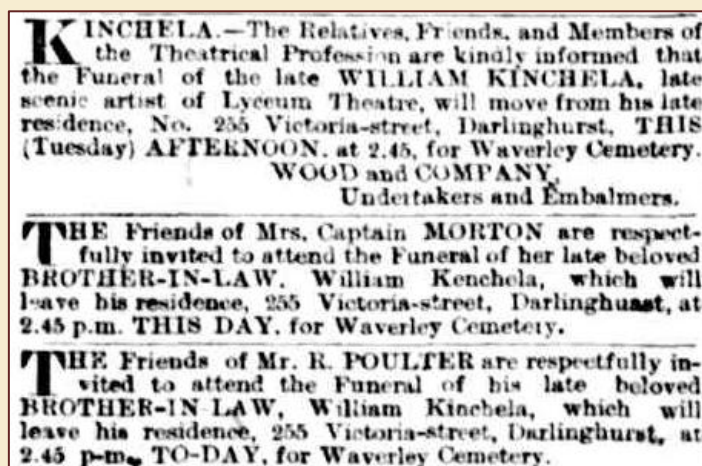 KINCHELA.—The Relatives, Friends, and Members of
the Theatrical Profession are kindly informed that
the Funeral of the late WILLIAM KINCHELA, late
scenic artist of Lyceum Theatre, will move from his late
residence, No. 255 Victoria-street, Darlinghurst, THIS
(Tuesday) AFTERNOON, at 2.45, for Waverley Cemetery.
WOOD and COMPANY,
Undertakers and Embalmers.
THE Friends of Mrs. Captain MORTON are respect-
fully invited to attend the Funeral of her late beloved
BROTHER-IN-LAW, William Kenchela, which will
leave his residence, 255 Victoria-street, Darlinghuast, at
2.45 p.m. THIS DAY, for Waverley Cemetery.
THE Friends of Mr. R. POULTER are respectfully in-
vited to attend the Funeral of his late beloved
BROTHER-IN LAW, William Kinchela, which will
leave his residence, 255 Victoria-street, Darlinghurst, at
2.45 p-m., TO-DAY, for Waverley Cemetery.